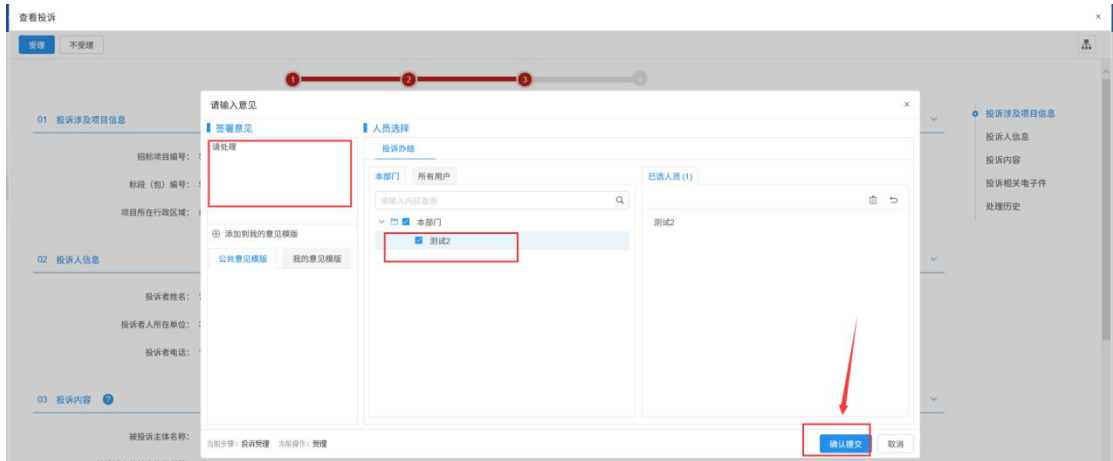 查看投诉
×
受理
不受理
1
2
3
4
01 投诉涉及项目信息
招标项目编号：
标段（包）编号：
项目所在行政区域：
02 投诉人信息
投诉者姓名：
投诉者人所在单位：
投诉者电话：
03 投诉内容 ?
被投诉主体名称：
请输入意见
×
签署意见
请处理
添加到我的意见模版
公共意见模版
我的意见模版
人员选择
投诉办结
本部门
所有用户
请输入内容查询
本部门
测试2
已选人员 (1)
测试2
当前步骤：投诉受理 当前操作：受理
确认提交
取消
投诉涉及项目信息
投诉人信息
投诉内容
投诉相关电子件
处理历史